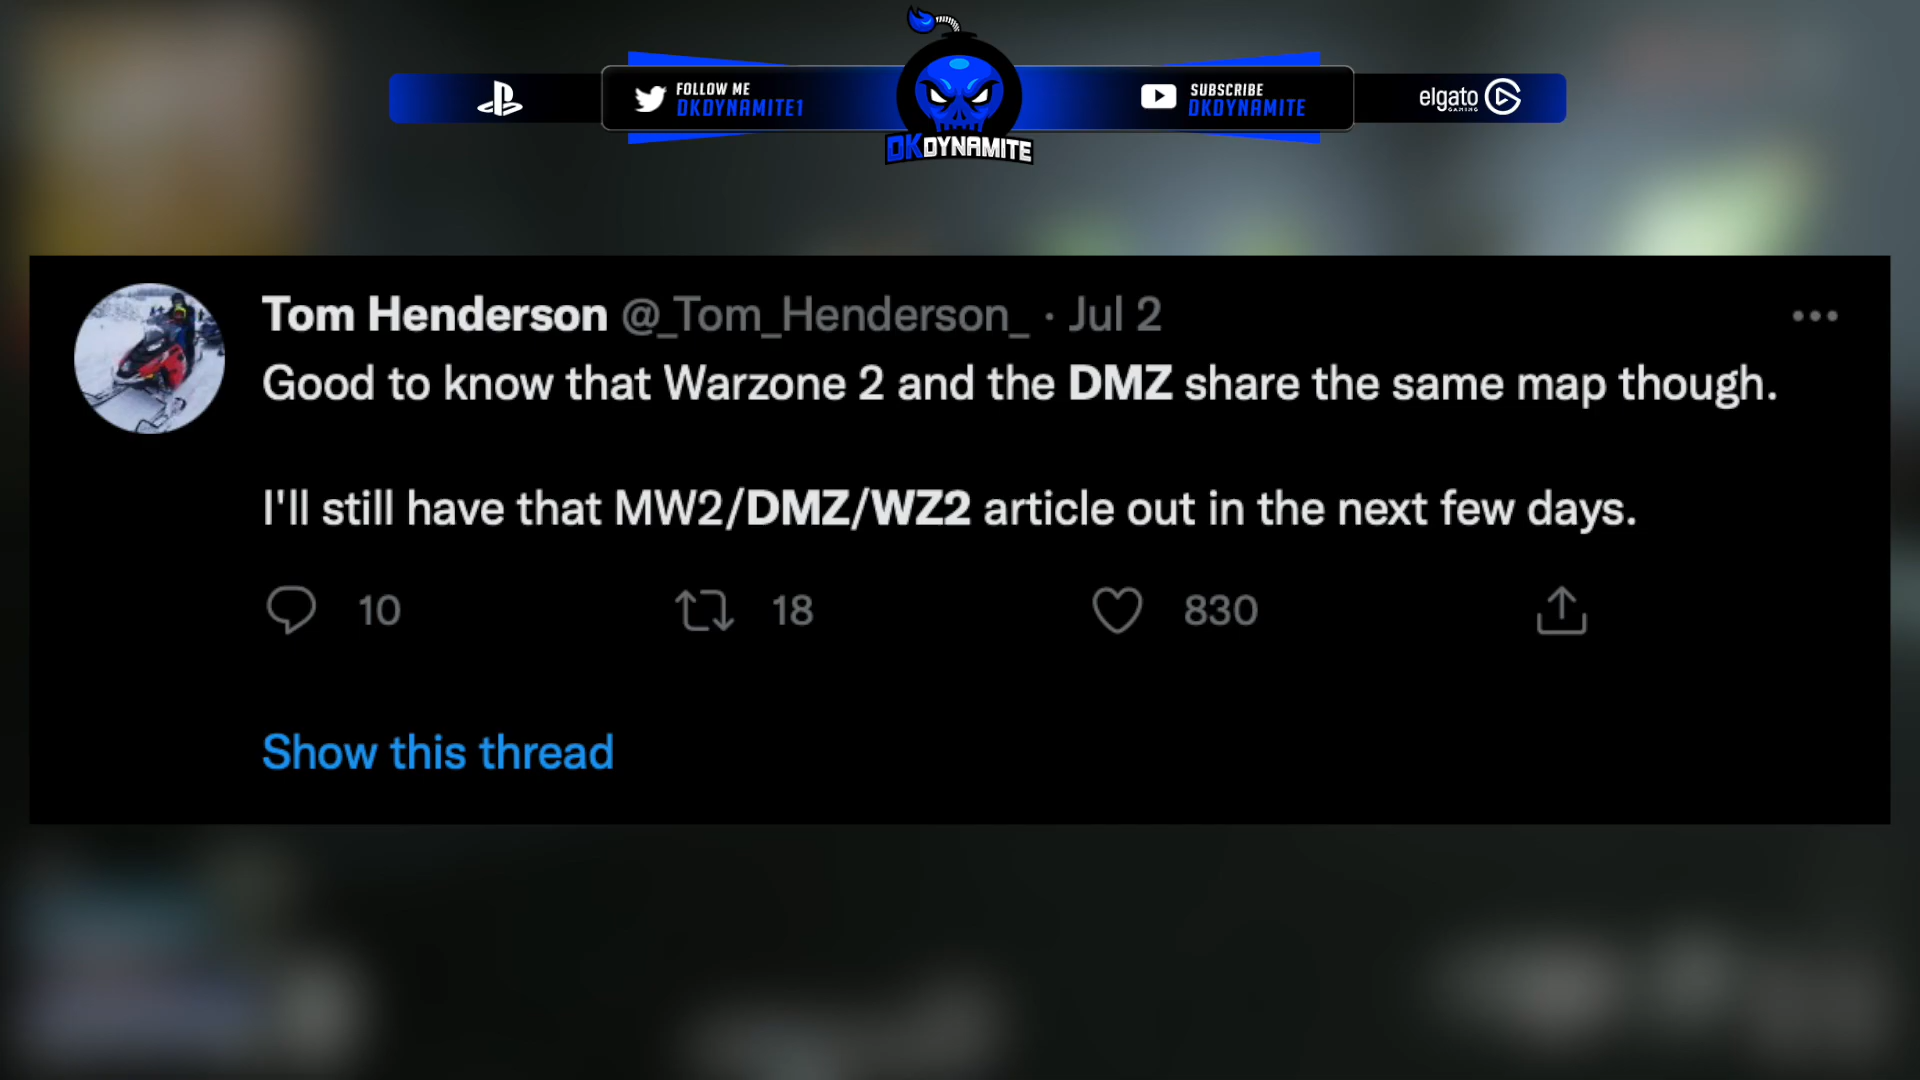 FOLLOW ME
DKDYNAMITE1
SUBSCRIBE
DKDYNAMITE
elgato
GAMING
DKDYNAMITE
Tom Henderson @_Tom_Henderson_ · Jul 2
Good to know that Warzone 2 and the DMZ share the same map though.
I'll still have that MW2/DMZ/WZ2 article out in the next few days.
10 18 830
Show this thread